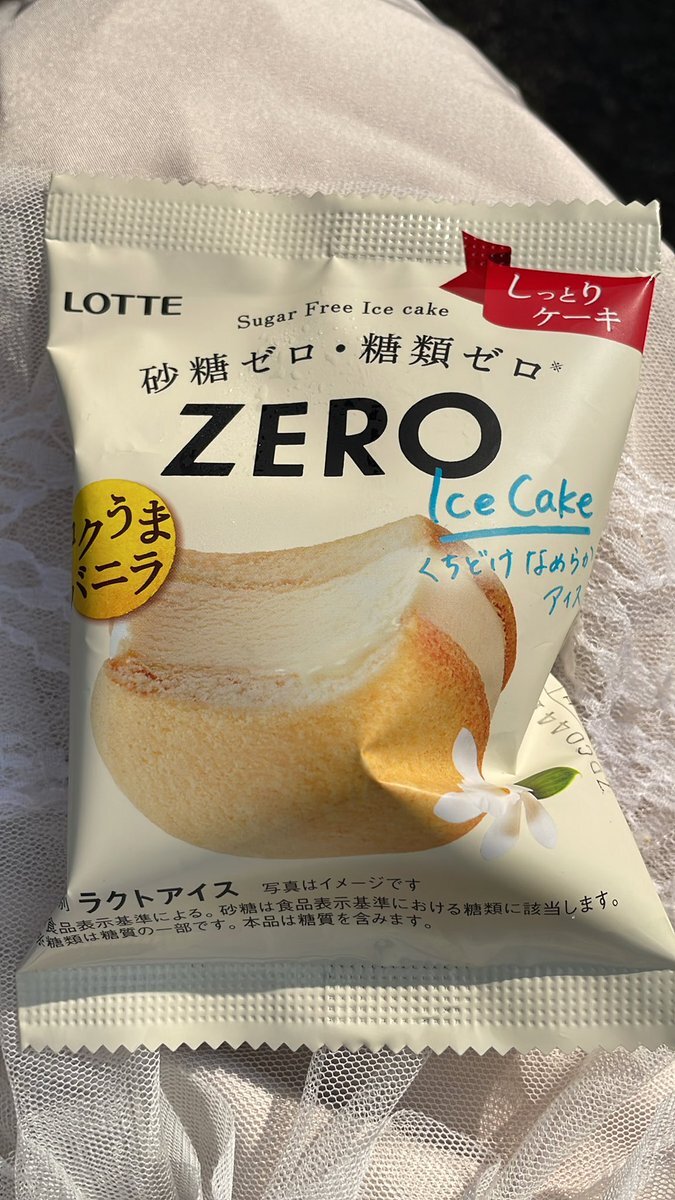 LOTTE
Sugar Free Ice cake
しっとり
ケーキ
砂糖ゼロ・糖類ゼロ※
ZERO
Ice Cake
くちどけなめらか
アイス
クうま
バニラ
ラクトアイス 写真はイメージです
食品表示基準による。砂糖は食品表示基準における糖類に該当します。
※糖類は糖質の一部です。本品は糖質を含みます。